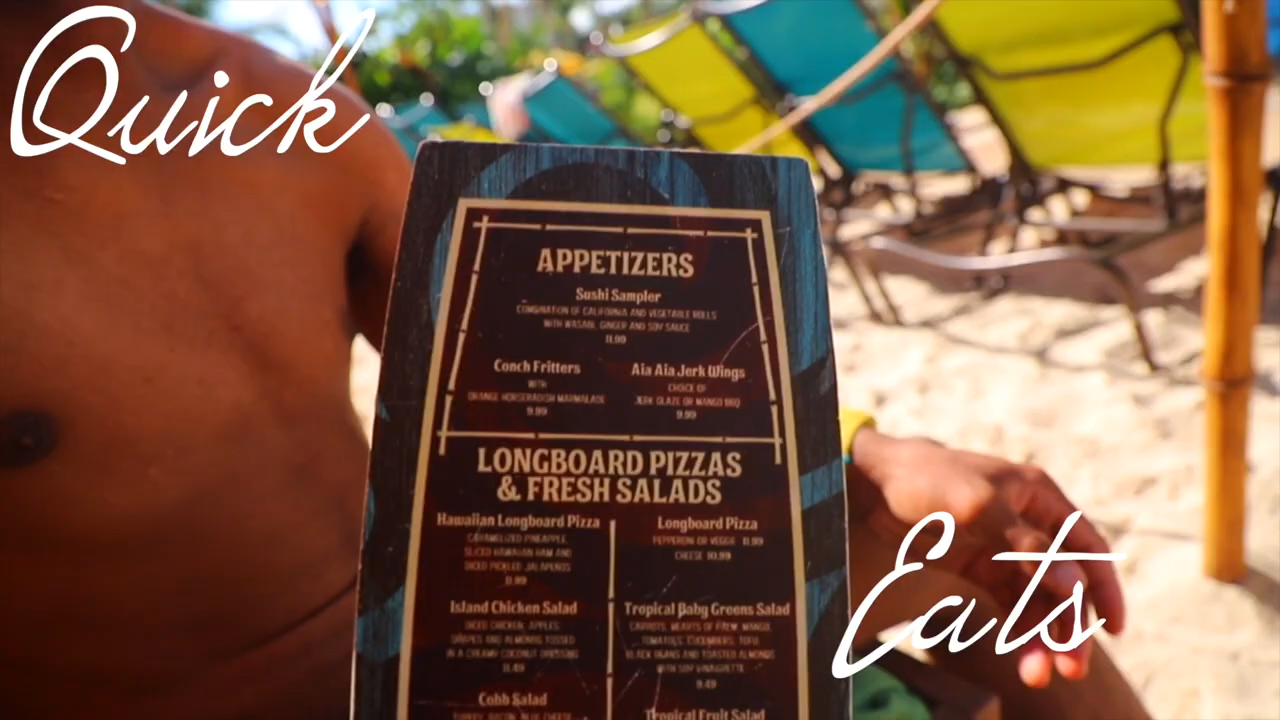 Quick
APPETIZERS
Sushi Sampler
COMBINATION OF CALIFORNIA AND VEGETABLE ROLLS
WITH WASABI, GINGER AND SOY SAUCE
11.99
Conch Fritters
WITH
ORANGE HORSERADISH MARMALADE
9.99
Aia Aia Jerk Wings
CHOICE OF
JERK GLAZE OR MANGO BBQ
9.99
LONGBOARD PIZZAS
& FRESH SALADS
Hawaiian Longboard Pizza
CARAMELIZED PINEAPPLE,
SLICED HAWAIIAN HAM AND
DICED PICKLED JALAPENOS
11.99
Longboard Pizza
PEPPERONI OR VEGGIE 11.99
CHEESE 10.99
Island Chicken Salad
DICED CHICKEN, APPLES,
GRAPES AND ALMONDS TOSSED
IN A CREAMY COCONUT DRESSING
11.49
Tropical Baby Greens Salad
CARROTS, HEARTS OF PALM, MANGO,
TOMATOES, CUCUMBERS, TOFU,
BLACK BEANS AND TOASTED ALMONDS
WITH SOY VINAIGRETTE
9.49
Cobb Salad
TURKEY, BACON, BLUE CHEESE,
Tropical Fruit Salad
Eats